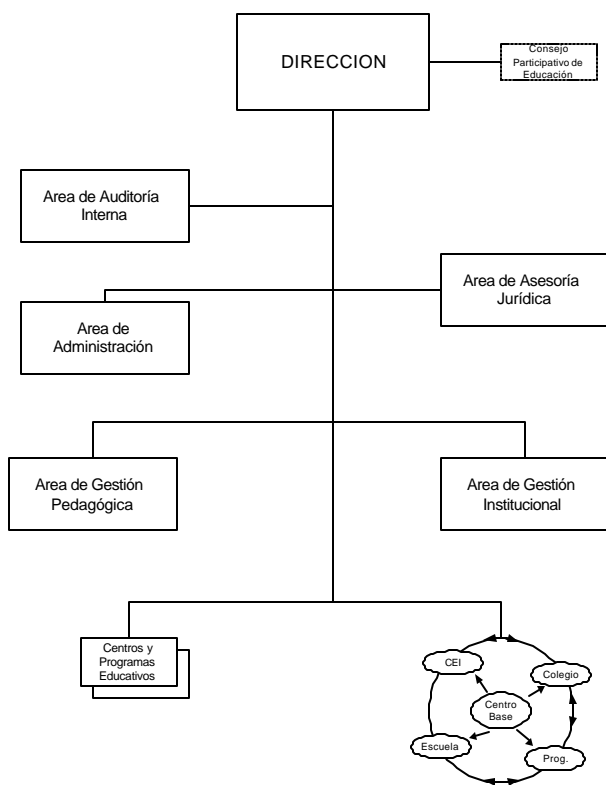 DIRECCION
Consejo
Participativo de
Educación
Area de Auditoría
Interna
Area de Asesoría
Jurídica
Area de
Administración
Area de Gestión
Pedagógica
Area de Gestión
Institucional
Centros y
Programas
Educativos
CEI
Colegio
Centro
Base
Escuela
Prog.